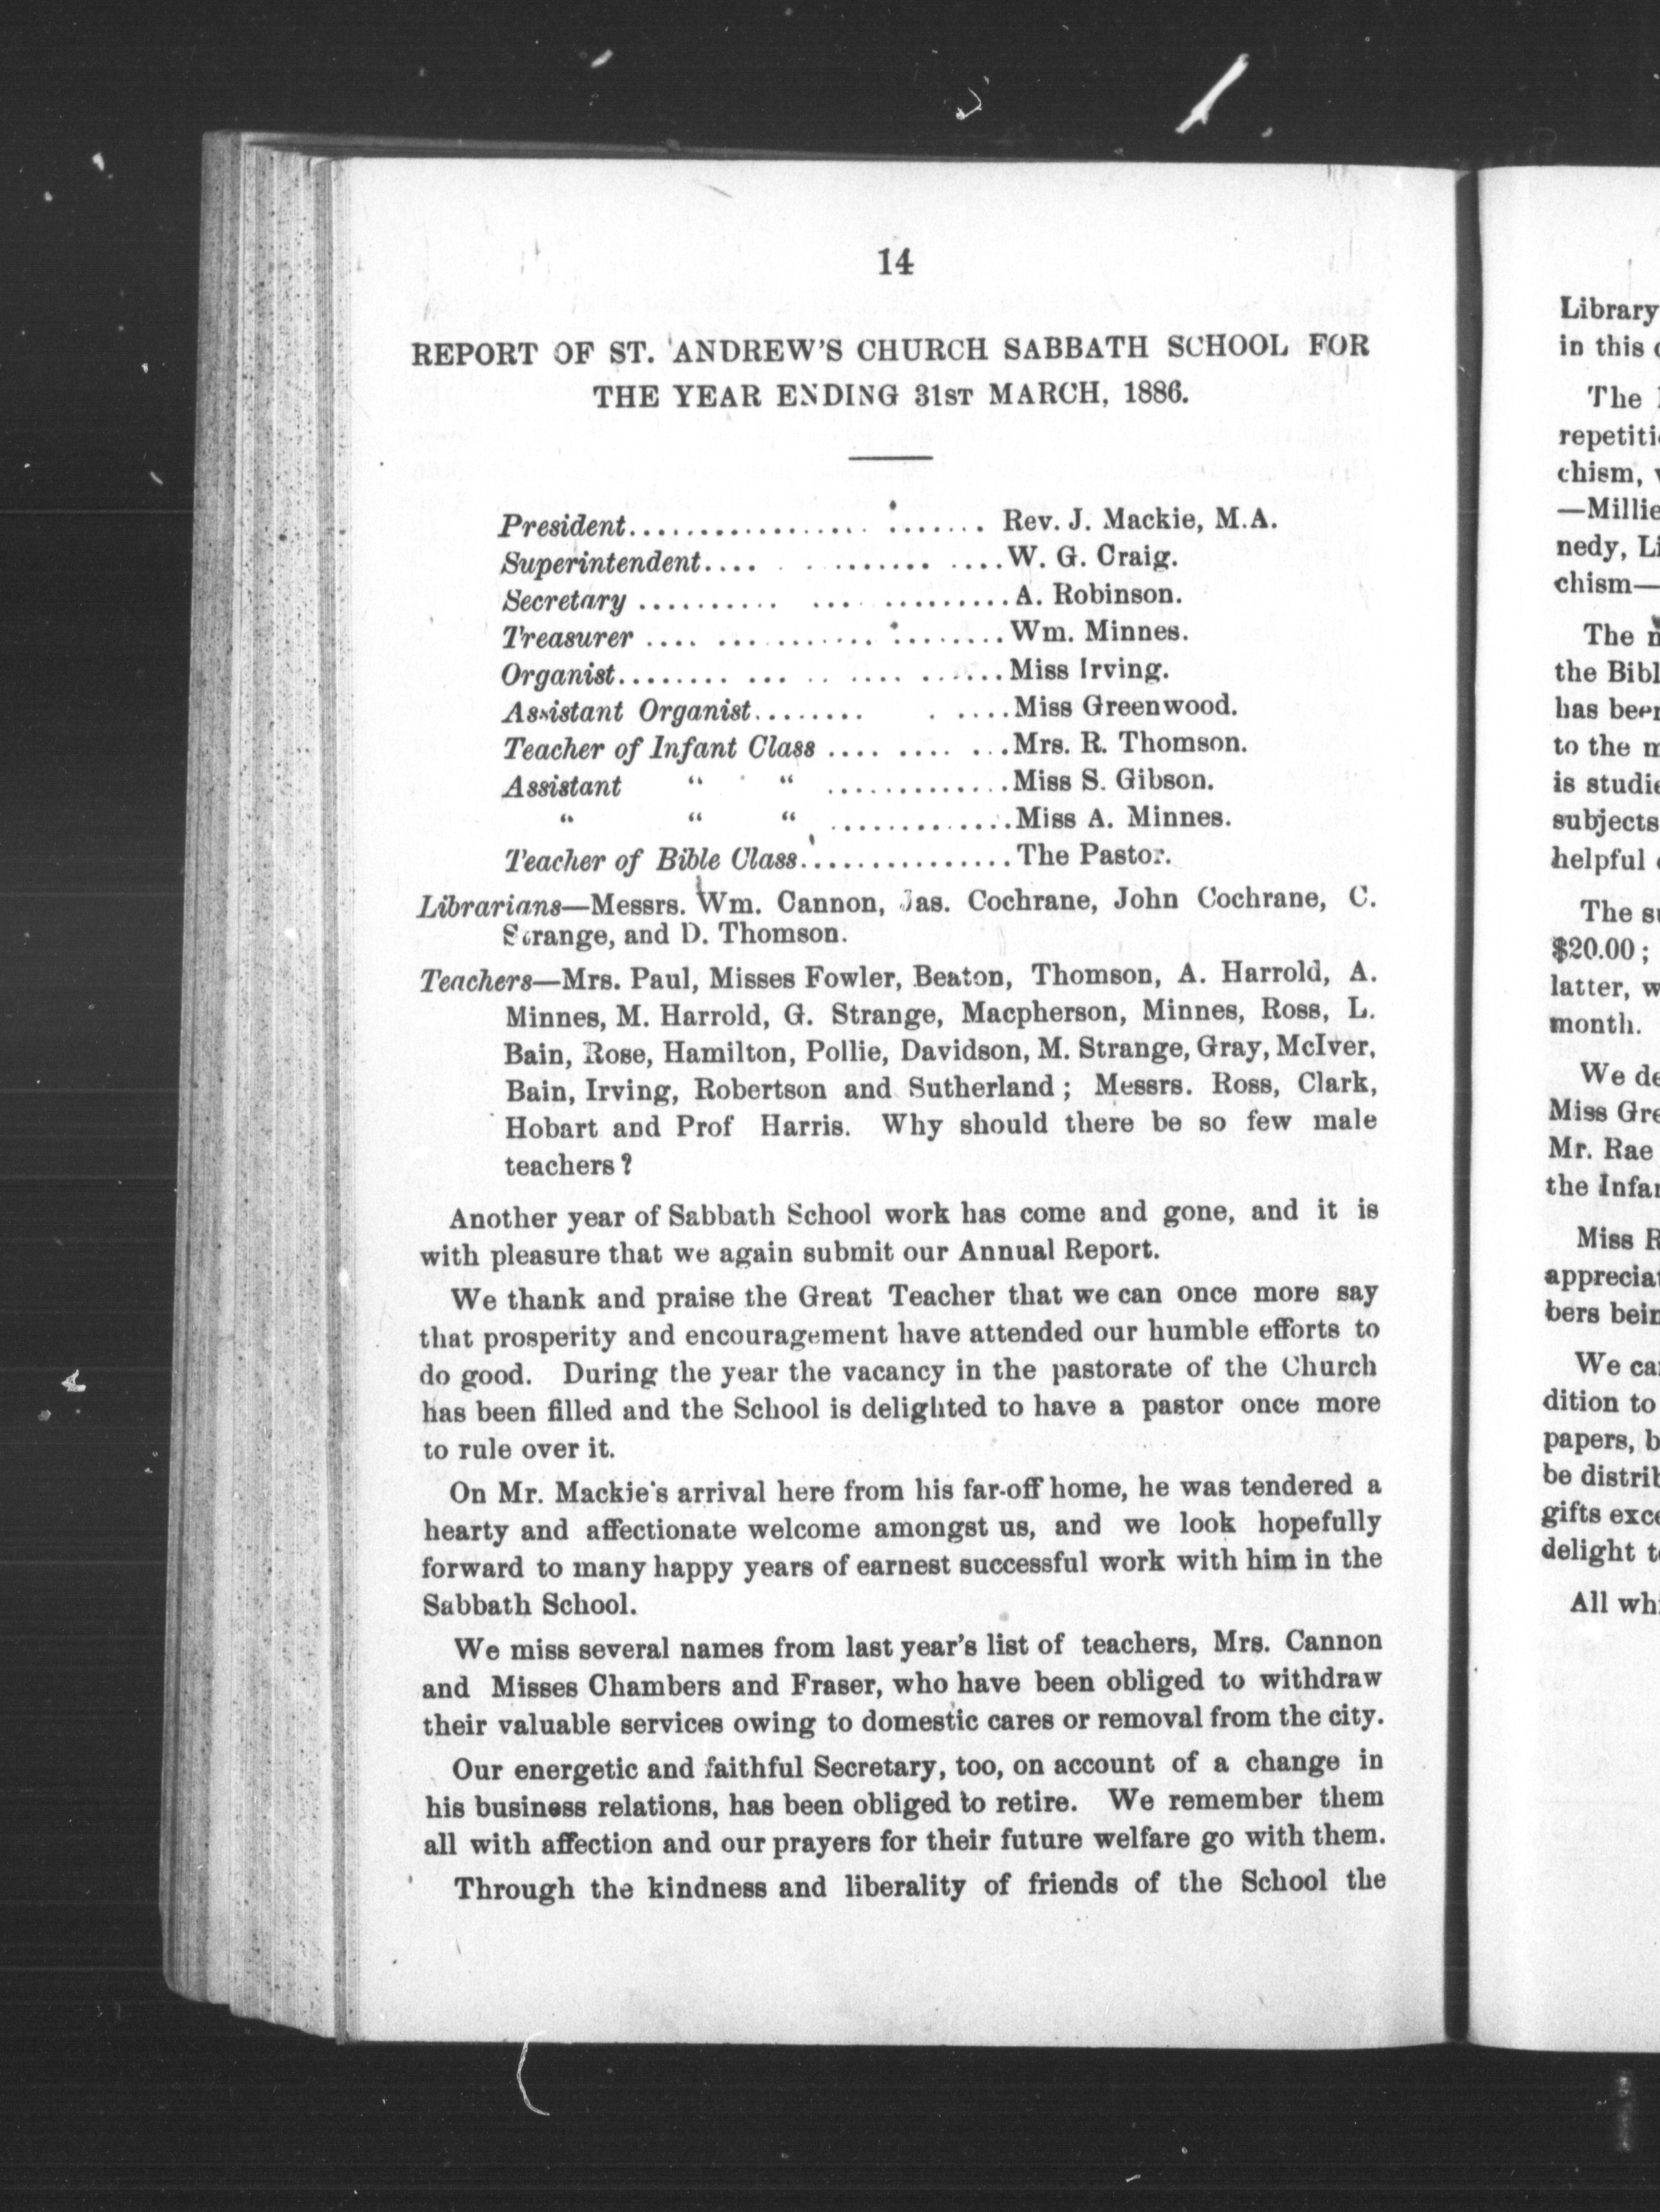 14
REPORT OF ST. ANDREW'S CHURCH SABBATH SCHOOL FOR
THE YEAR ENDING 31ST MARCH, 1886.
President.......................... Rev. J. Mackie, M.A.
Superintendent.... . ........ ....W. G. Craig.
Secretary .......... ... ..........A. Robinson.
Treasurer .... ....................Wm. Minnes.
Organist........ ... .. .... ......Miss Irving.
Assistant Organist........ . ....Miss Greenwood.
Teacher of Infant Class .... .... ...Mrs. R. Thomson.
Assistant " " .............Miss S. Gibson.
" " " .............Miss A. Minnes.
Teacher of Bible Class................The Pastor.
Librarians—Messrs. Wm. Cannon, Jas. Cochrane, John Cochrane, C.
Strange, and D. Thomson.
Teachers—Mrs. Paul, Misses Fowler, Beaton, Thomson, A. Harrold, A.
Minnes, M. Harrold, G. Strange, Macpherson, Minnes, Ross, L.
Bain, Rose, Hamilton, Pollie, Davidson, M. Strange, Gray, McIver,
Bain, Irving, Robertson and Sutherland; Messrs. Ross, Clark,
Hobart and Prof Harris. Why should there be so few male
teachers?
Another year of Sabbath School work has come and gone, and it is
with pleasure that we again submit our Annual Report.
We thank and praise the Great Teacher that we can once more say
that prosperity and encouragement have attended our humble efforts to
do good. During the year the vacancy in the pastorate of the Church
has been filled and the School is delighted to have a pastor once more
to rule over it.
On Mr. Mackie's arrival here from his far-off home, he was tendered a
hearty and affectionate welcome amongst us, and we look hopefully
forward to many happy years of earnest successful work with him in the
Sabbath School.
We miss several names from last year's list of teachers, Mrs. Cannon
and Misses Chambers and Fraser, who have been obliged to withdraw
their valuable services owing to domestic cares or removal from the city.
Our energetic and faithful Secretary, too, on account of a change in
his business relations, has been obliged to retire. We remember them
all with affection and our prayers for their future welfare go with them.
Through the kindness and liberality of friends of the School the
Library
in this
The
repetiti
chism,
—Millie
nedy, Li
chism—
The
the Bibl
has been
to the m
is studie
subjects
helpful
The su
$20.00;
latter, w
month.
We de
Miss Gre
Mr. Rae
the Infan
Miss R
appreciat
bers bein
We can
dition to
papers, b
be distrib
gifts exce
delight to
All whi